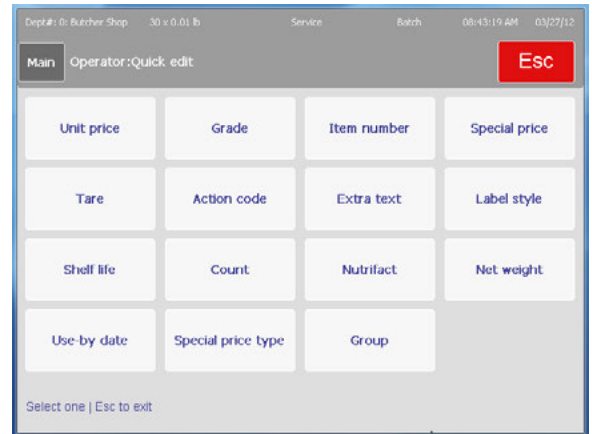 Dept#: 0: Butcher Shop 30 x 0.01 lb Service Batch 08:43:19 AM 03/27/12
Main Operator:Quick edit Esc
Unit price Grade Item number Special price
Tare Action code Extra text Label style
Shelf life Count Nutrifact Net weight
Use-by date Special price type Group
Select one | Esc to exit